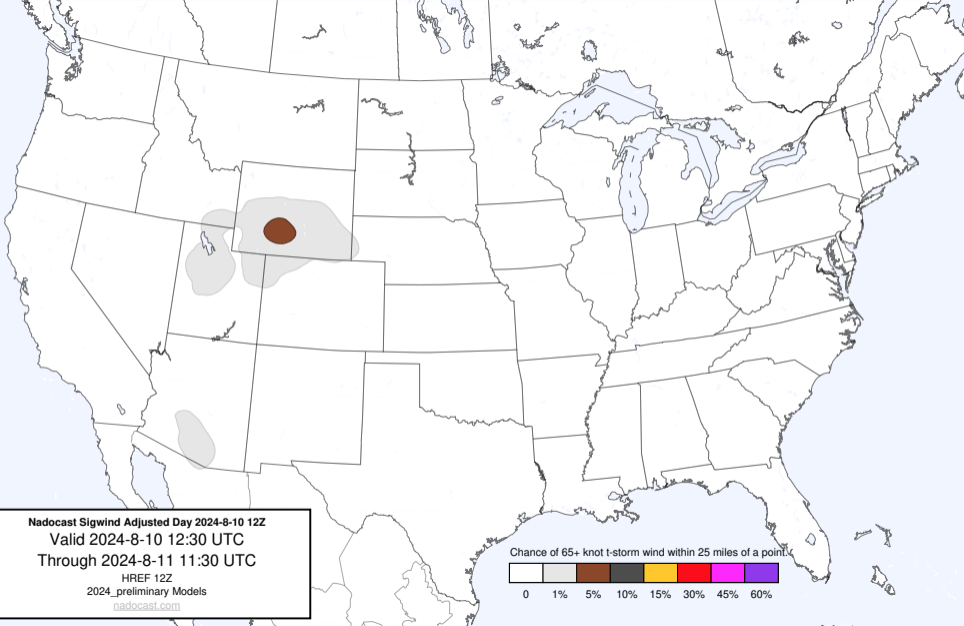 Nadocast Sigwind Adjusted Day 2024-8-10 12Z
Valid 2024-8-10 12:30 UTC
Through 2024-8-11 11:30 UTC
HREF 12Z
2024_preliminary Models
nadocast.com
Chance of 65+ knot t-storm wind within 25 miles of a point.
0 1% 5% 10% 15% 30% 45% 60%